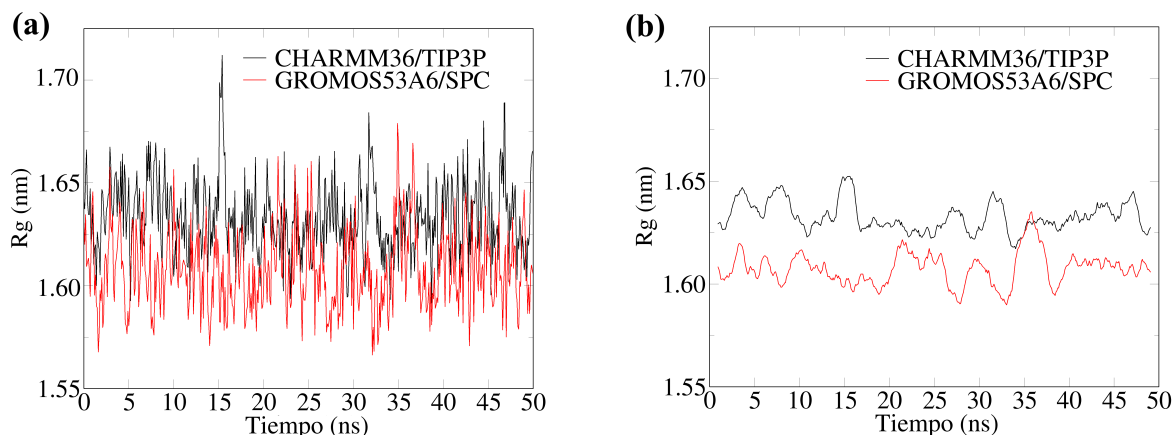 (a)
CHARMM36/TIP3P
GROMOS53A6/SPC
Rg (nm)
1.70
1.65
1.60
1.55
0 5 10 15 20 25 30 35 40 45 50
Tiempo (ns)
(b)
CHARMM36/TIP3P
GROMOS53A6/SPC
Rg (nm)
1.70
1.65
1.60
1.55
0 5 10 15 20 25 30 35 40 45 50
Tiempo (ns)